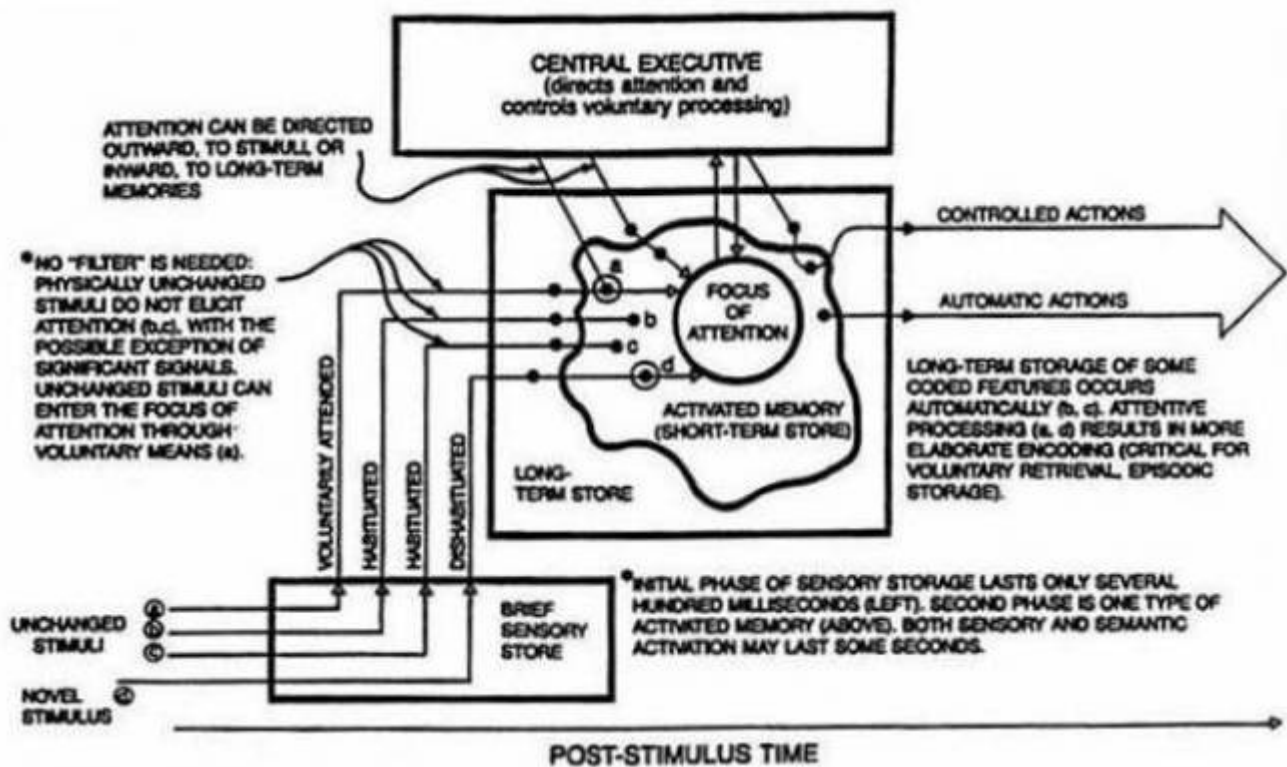 CENTRAL EXECUTIVE
(directs attention and
controls voluntary processing)
ATTENTION CAN BE DIRECTED
OUTWARD, TO STIMULI OR
INWARD, TO LONG-TERM
MEMORIES
*NO "FILTER" IS NEEDED:
PHYSICALLY UNCHANGED
STIMULI DO NOT ELICIT
ATTENTION (b,c), WITH THE
POSSIBLE EXCEPTION OF
SIGNIFICANT SIGNALS.
UNCHANGED STIMULI CAN
ENTER THE FOCUS OF
ATTENTION THROUGH
VOLUNTARY MEANS (a).
a
b
c
d
FOCUS
OF
ATTENTION
ACTIVATED MEMORY
(SHORT-TERM STORE)
LONG-
TERM STORE
CONTROLLED ACTIONS
AUTOMATIC ACTIONS
LONG-TERM STORAGE OF SOME
CODED FEATURES OCCURS
AUTOMATICALLY (b, c). ATTENTIVE
PROCESSING (a, d) RESULTS IN MORE
ELABORATE ENCODING (CRITICAL FOR
VOLUNTARY RETRIEVAL, EPISODIC
STORAGE).
VOLUNTARILY ATTENDED
HABITUATED
HABITUATED
DISHABITUATED
UNCHANGED
STIMULI
a
b
c
NOVEL
STIMULUS
d
BRIEF
SENSORY
STORE
*INITIAL PHASE OF SENSORY STORAGE LASTS ONLY SEVERAL
HUNDRED MILLISECONDS (LEFT). SECOND PHASE IS ONE TYPE OF
ACTIVATED MEMORY (ABOVE). BOTH SENSORY AND SEMANTIC
ACTIVATION MAY LAST SOME SECONDS.
POST-STIMULUS TIME